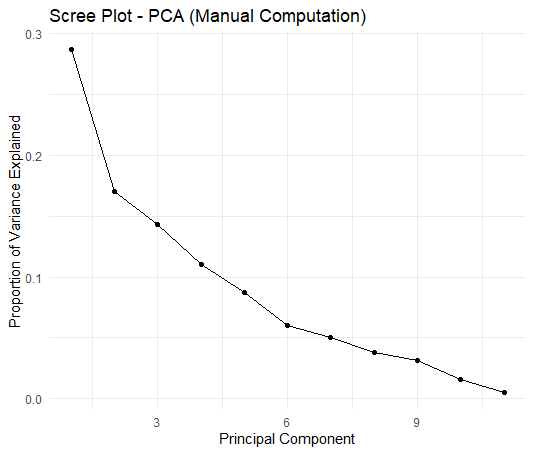 Scree Plot - PCA (Manual Computation)
Proportion of Variance Explained
0.3
0.2
0.1
0.0
3 6 9
Principal Component